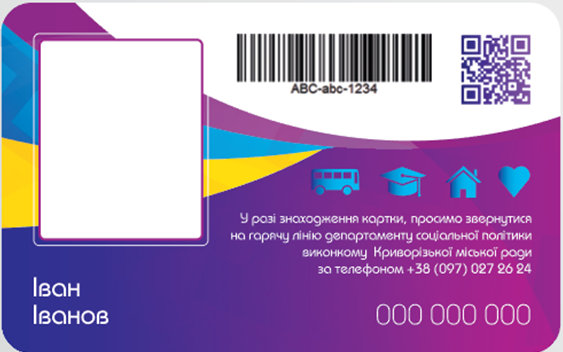 ABC-abc-1234
У разі знаходження картки, просимо звернутися
на гарячу лінію департаменту соціальної політики
виконкому Криворізької міської ради
за телефоном +38 (097) 027 26 24
Іван
Іванов
000 000 000